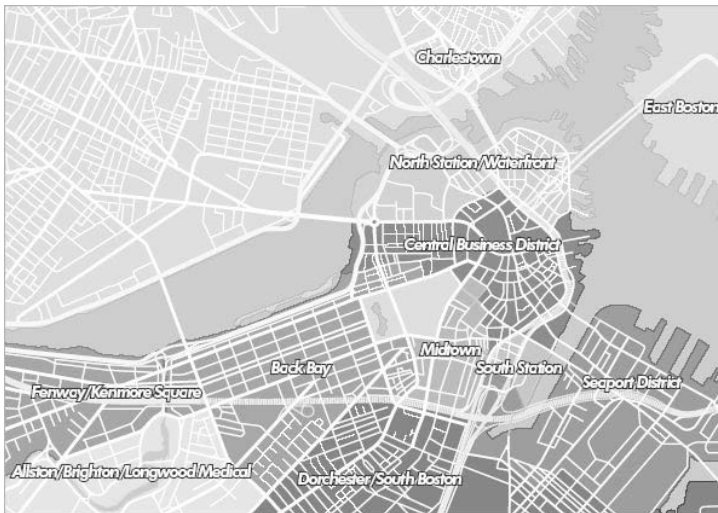 Charlestown
East Boston
North Station/Waterfront
Central Business District
Midtown
Back Bay
South Station
Seaport District
Fenway/Kenmore Square
Allston/Brighton/Longwood Medical
Dorchester/South Boston